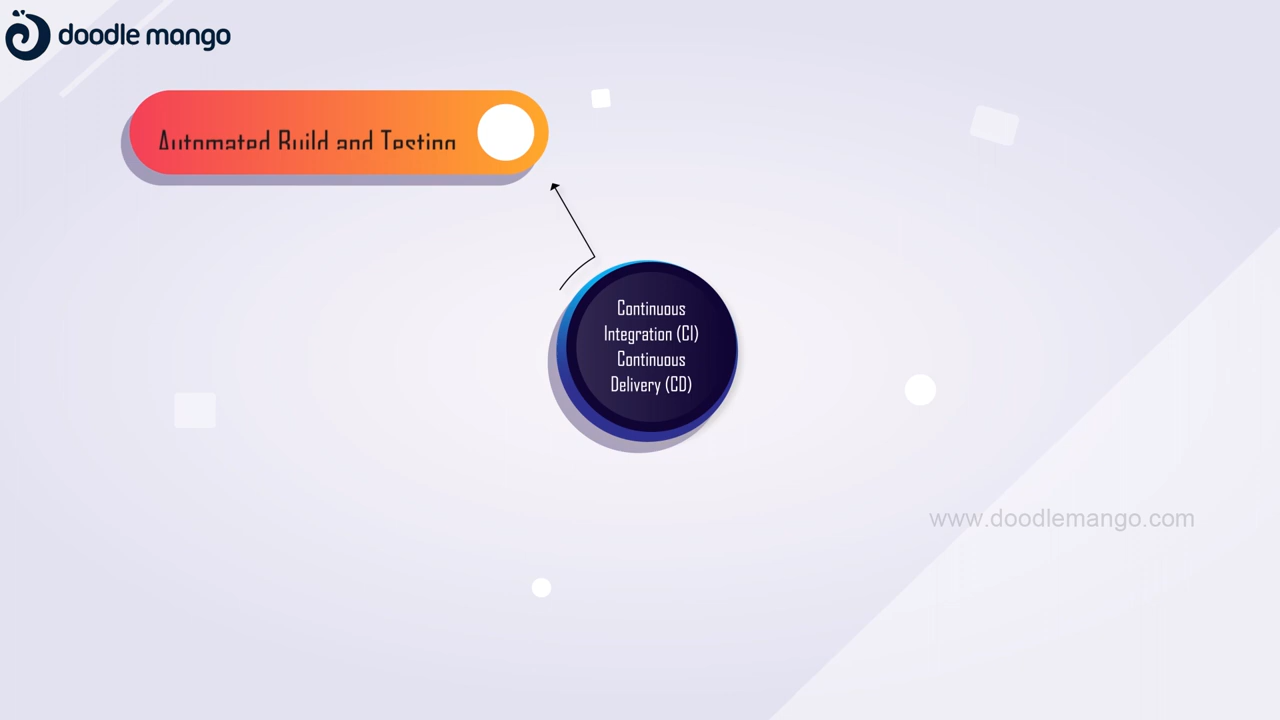 doodle mango
Automated Build and Testing
Continuous
Integration (CI)
Continuous
Delivery (CD)
www.doodlemango.com